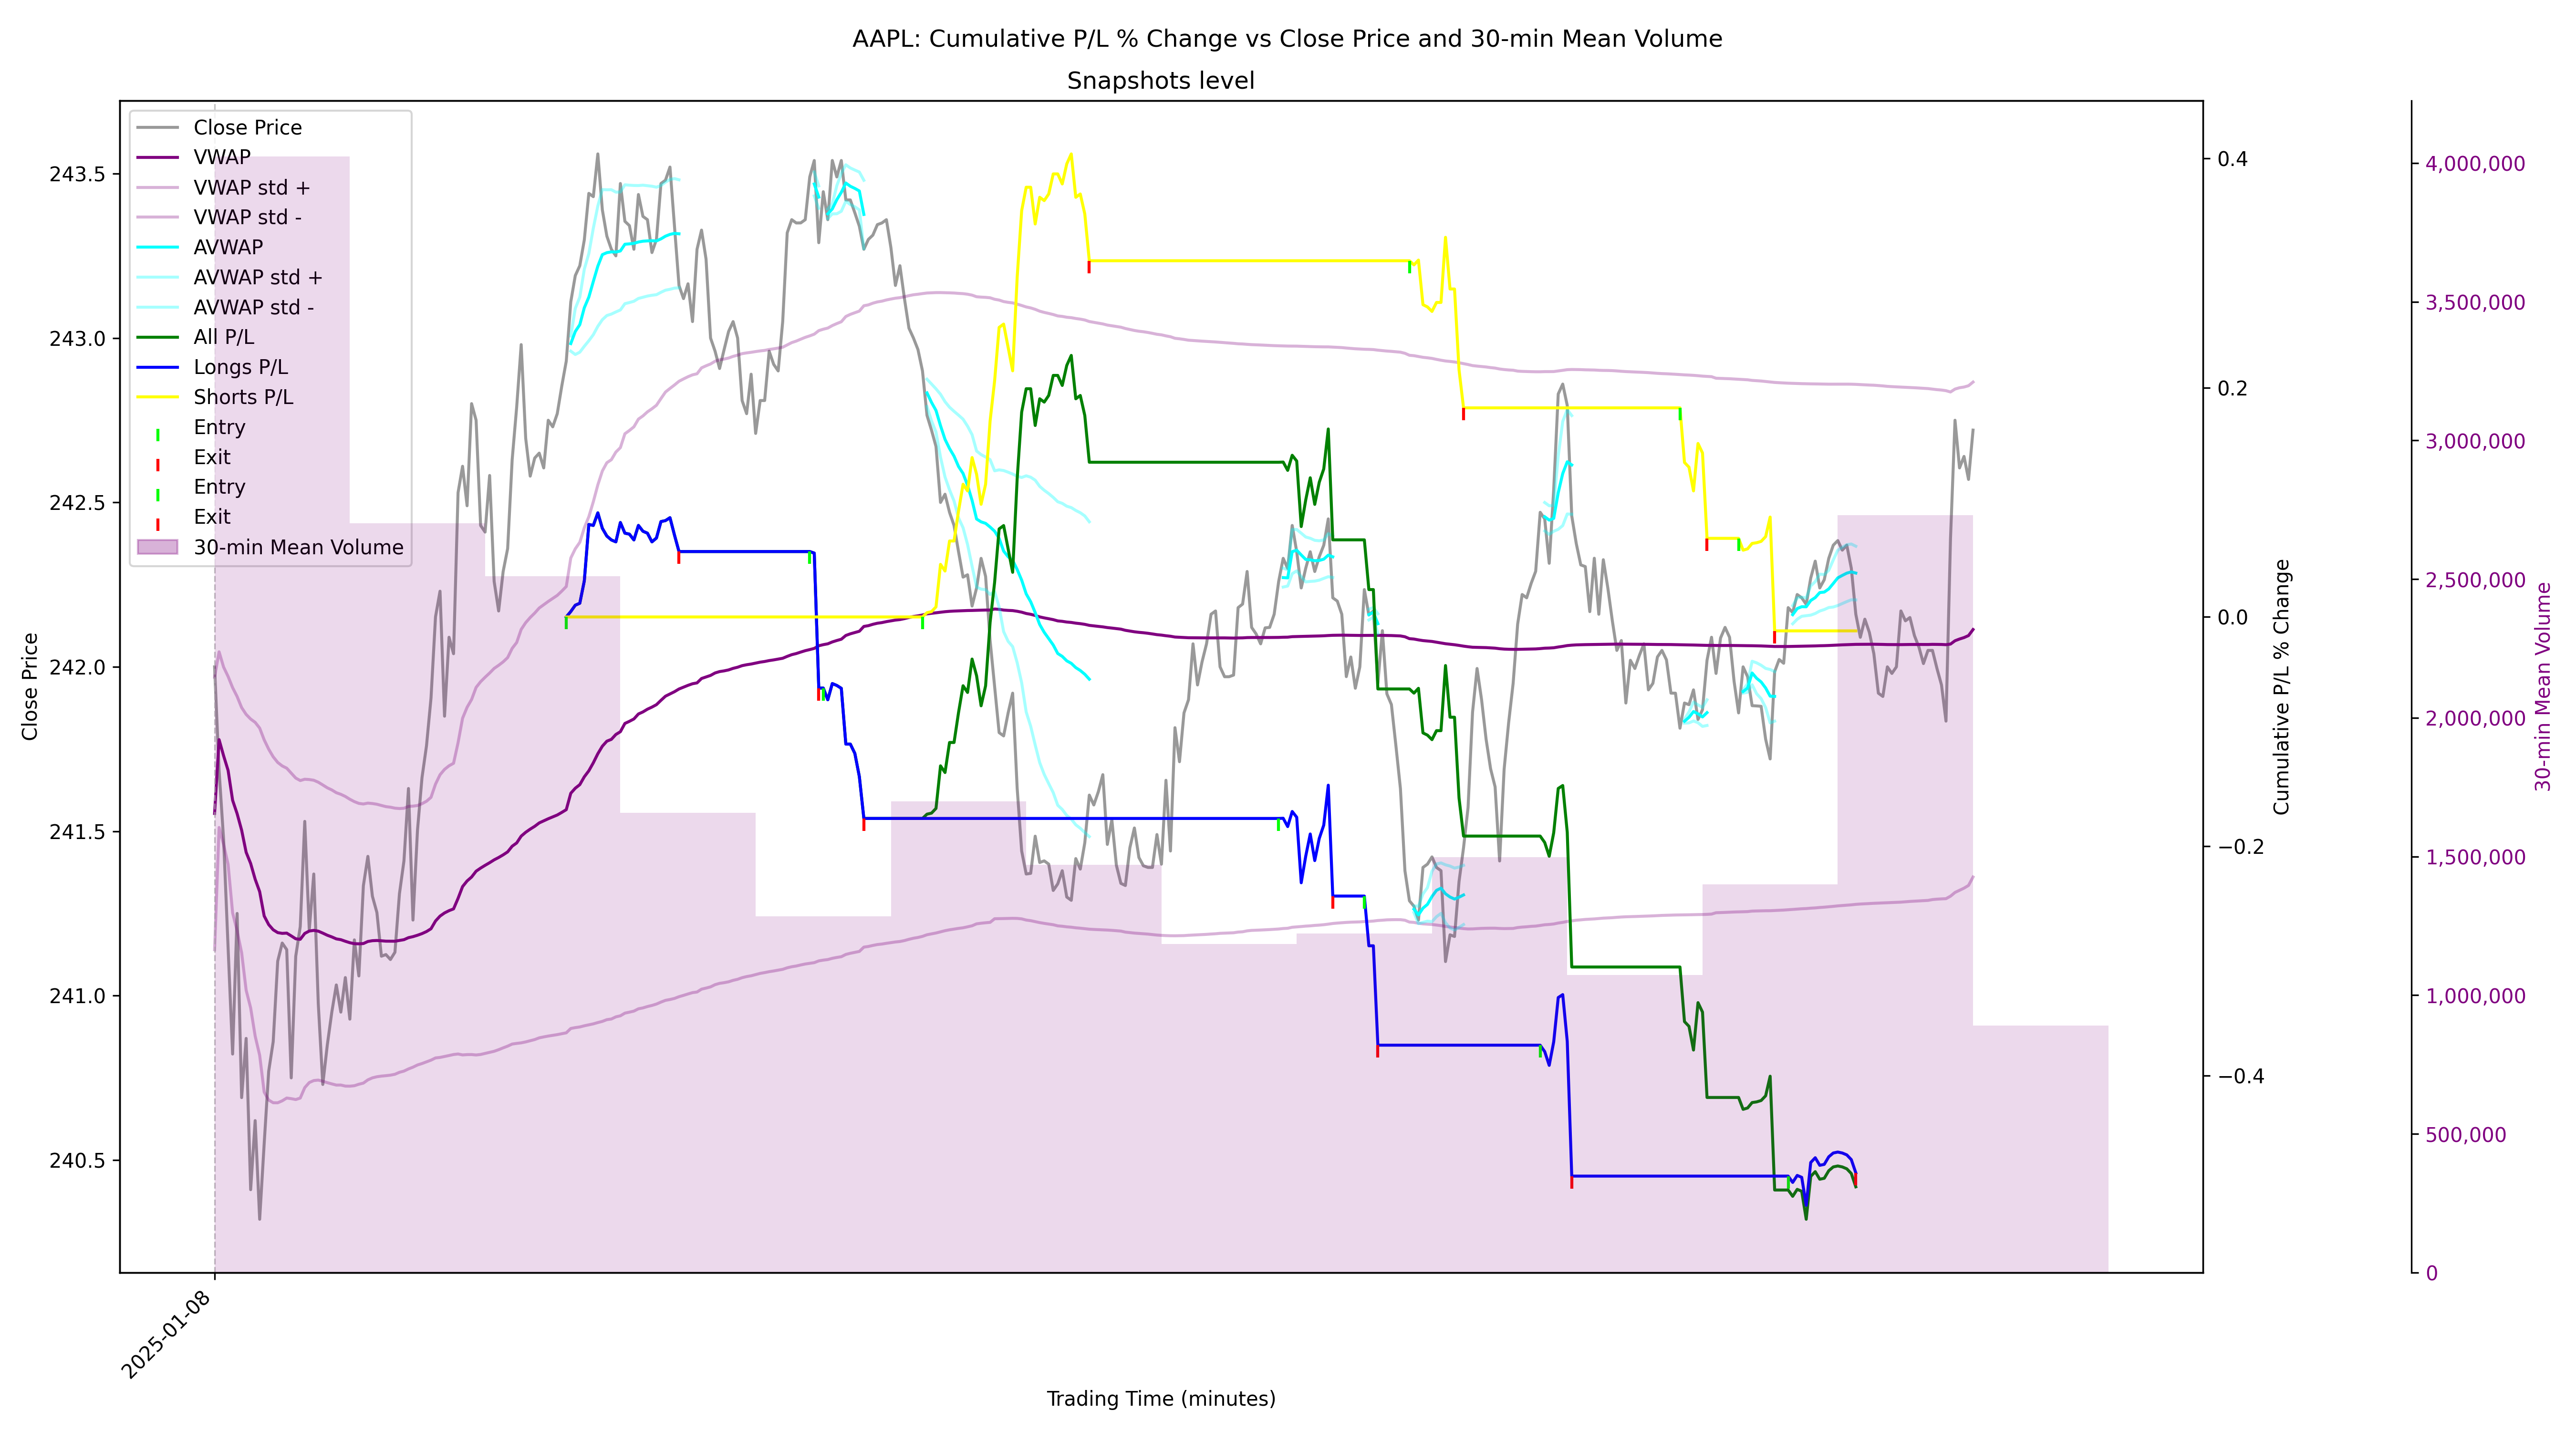 AAPL: Cumulative P/L % Change vs Close Price and 30-min Mean Volume
Snapshots level
Close Price
VWAP
VWAP std +
VWAP std -
AVWAP
AVWAP std +
AVWAP std -
All P/L
Longs P/L
Shorts P/L
Entry
Exit
Entry
Exit
30-min Mean Volume
243.5
243.0
242.5
242.0
241.5
241.0
240.5
Close Price
0.4
0.2
0.0
−0.2
−0.4
Cumulative P/L % Change
4,000,000
3,500,000
3,000,000
2,500,000
2,000,000
1,500,000
1,000,000
500,000
0
30-min Mean Volume
2025-01-08
Trading Time (minutes)